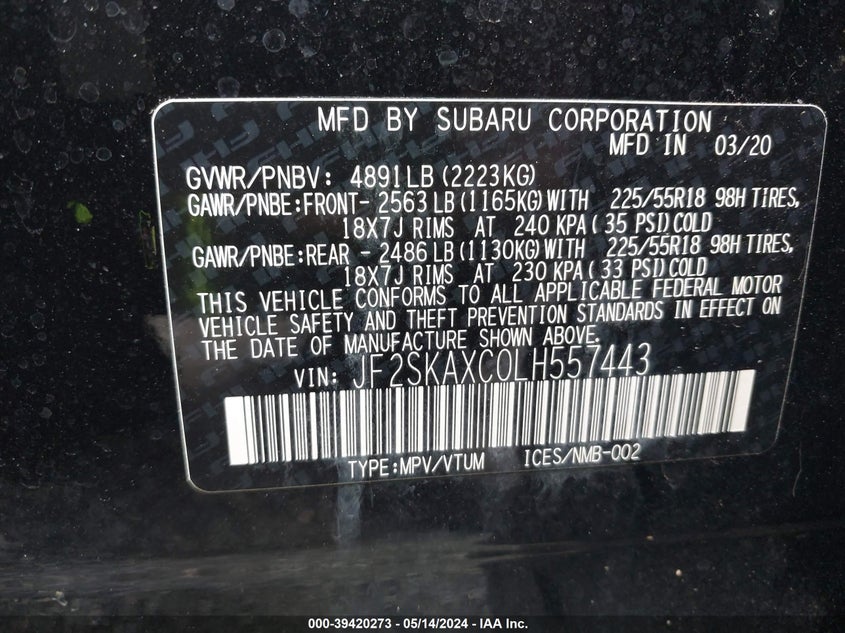 MFD BY SUBARU CORPORATION
MFD IN 03/20
GVWR/PNBV: 4891LB (2223KG)
GAWR/PNBE:FRONT- 2563 LB (1165KG) WITH 225/55R18 98H TIRES,
18X7J RIMS AT 240 KPA ( 35 PSI) COLD
GAWR/PNBE:REAR - 2486 LB (1130KG) WITH 225/55R18 98H TIRES,
18X7J RIMS AT 230 KPA ( 33 PSI) COLD
THIS VEHICLE CONFORMS TO ALL APPLICABLE FEDERAL MOTOR
VEHICLE SAFETY AND THEFT PREVENTION STANDARDS IN EFFECT ON
THE DATE OF MANUFACTURE SHOWN ABOVE.
VIN: JF2SKAXC0LH557443
TYPE:MPV/VTUM ICES/NMB-002
000-39420273 - 05/14/2024 - IAA Inc.